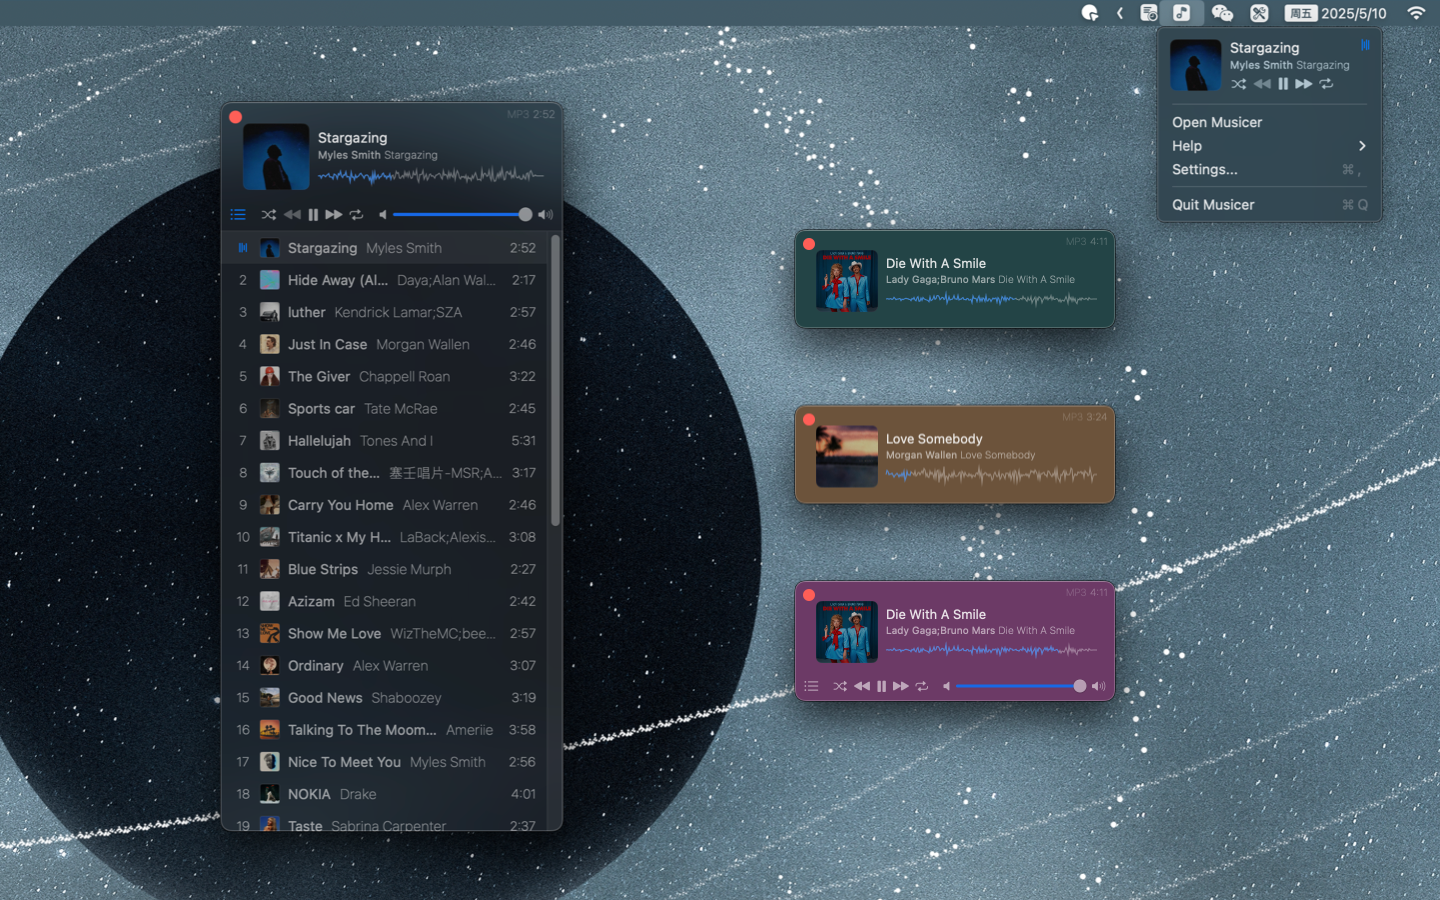 周五 2025/5/10
Stargazing
Myles Smith Stargazing
Open Musicer
Help
Settings... ⌘ ,
Quit Musicer ⌘ Q
MP3 2:52
Stargazing
Myles Smith Stargazing
Stargazing Myles Smith 2:52
2 Hide Away (Al... Daya;Alan Wal... 2:17
3 luther Kendrick Lamar;SZA 2:57
4 Just In Case Morgan Wallen 2:46
5 The Giver Chappell Roan 3:22
6 Sports car Tate McRae 2:45
7 Hallelujah Tones And I 5:31
8 Touch of the... 塞壬唱片-MSR;A... 3:17
9 Carry You Home Alex Warren 2:46
10 Titanic x My H... LaBack;Alexis... 3:08
11 Blue Strips Jessie Murph 2:27
12 Azizam Ed Sheeran 2:42
13 Show Me Love WizTheMC;bee... 2:57
14 Ordinary Alex Warren 3:07
15 Good News Shaboozey 3:19
16 Talking To The Moom... Ameriie 3:58
17 Nice To Meet You Myles Smith 2:56
18 NOKIA Drake 4:01
19 Taste Sabrina Carpenter 2:37
MP3 4:11
Die With A Smile
Lady Gaga;Bruno Mars Die With A Smile
MP3 3:24
Love Somebody
Morgan Wallen Love Somebody
MP3 4:11
Die With A Smile
Lady Gaga;Bruno Mars Die With A Smile